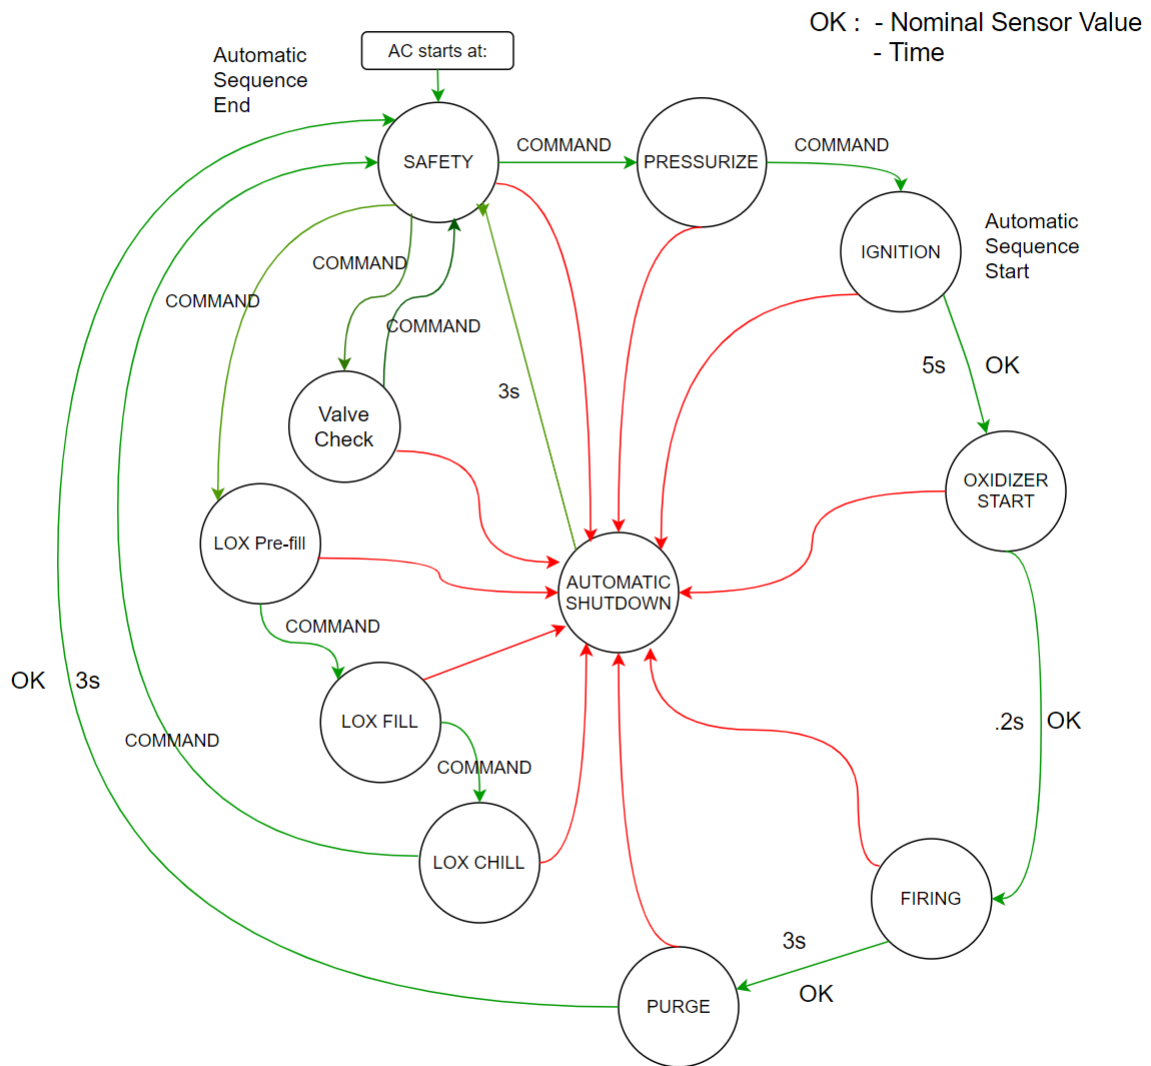 OK :  - Nominal Sensor Value
- Time
AC starts at:
Automatic
Sequence
End
SAFETY
COMMAND
PRESSURIZE
COMMAND
IGNITION
Automatic
Sequence
Start
COMMAND
COMMAND
COMMAND
5s
OK
3s
Valve
Check
OXIDIZER
START
LOX Pre-fill
AUTOMATIC
SHUTDOWN
COMMAND
OK
3s
LOX FILL
.2s
OK
COMMAND
COMMAND
LOX CHILL
FIRING
3s
OK
PURGE